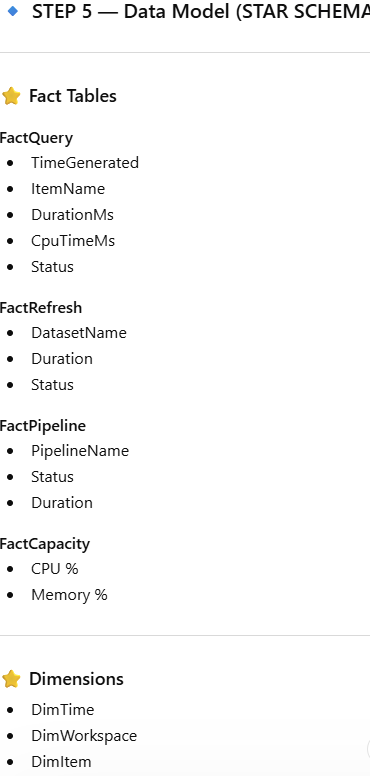 STEP 5 — Data Model (STAR SCHEMA
Fact Tables
FactQuery
TimeGenerated
ItemName
DurationMs
CpuTimeMs
Status
FactRefresh
DatasetName
Duration
Status
FactPipeline
PipelineName
Status
Duration
FactCapacity
CPU %
Memory %
Dimensions
DimTime
DimWorkspace
DimItem